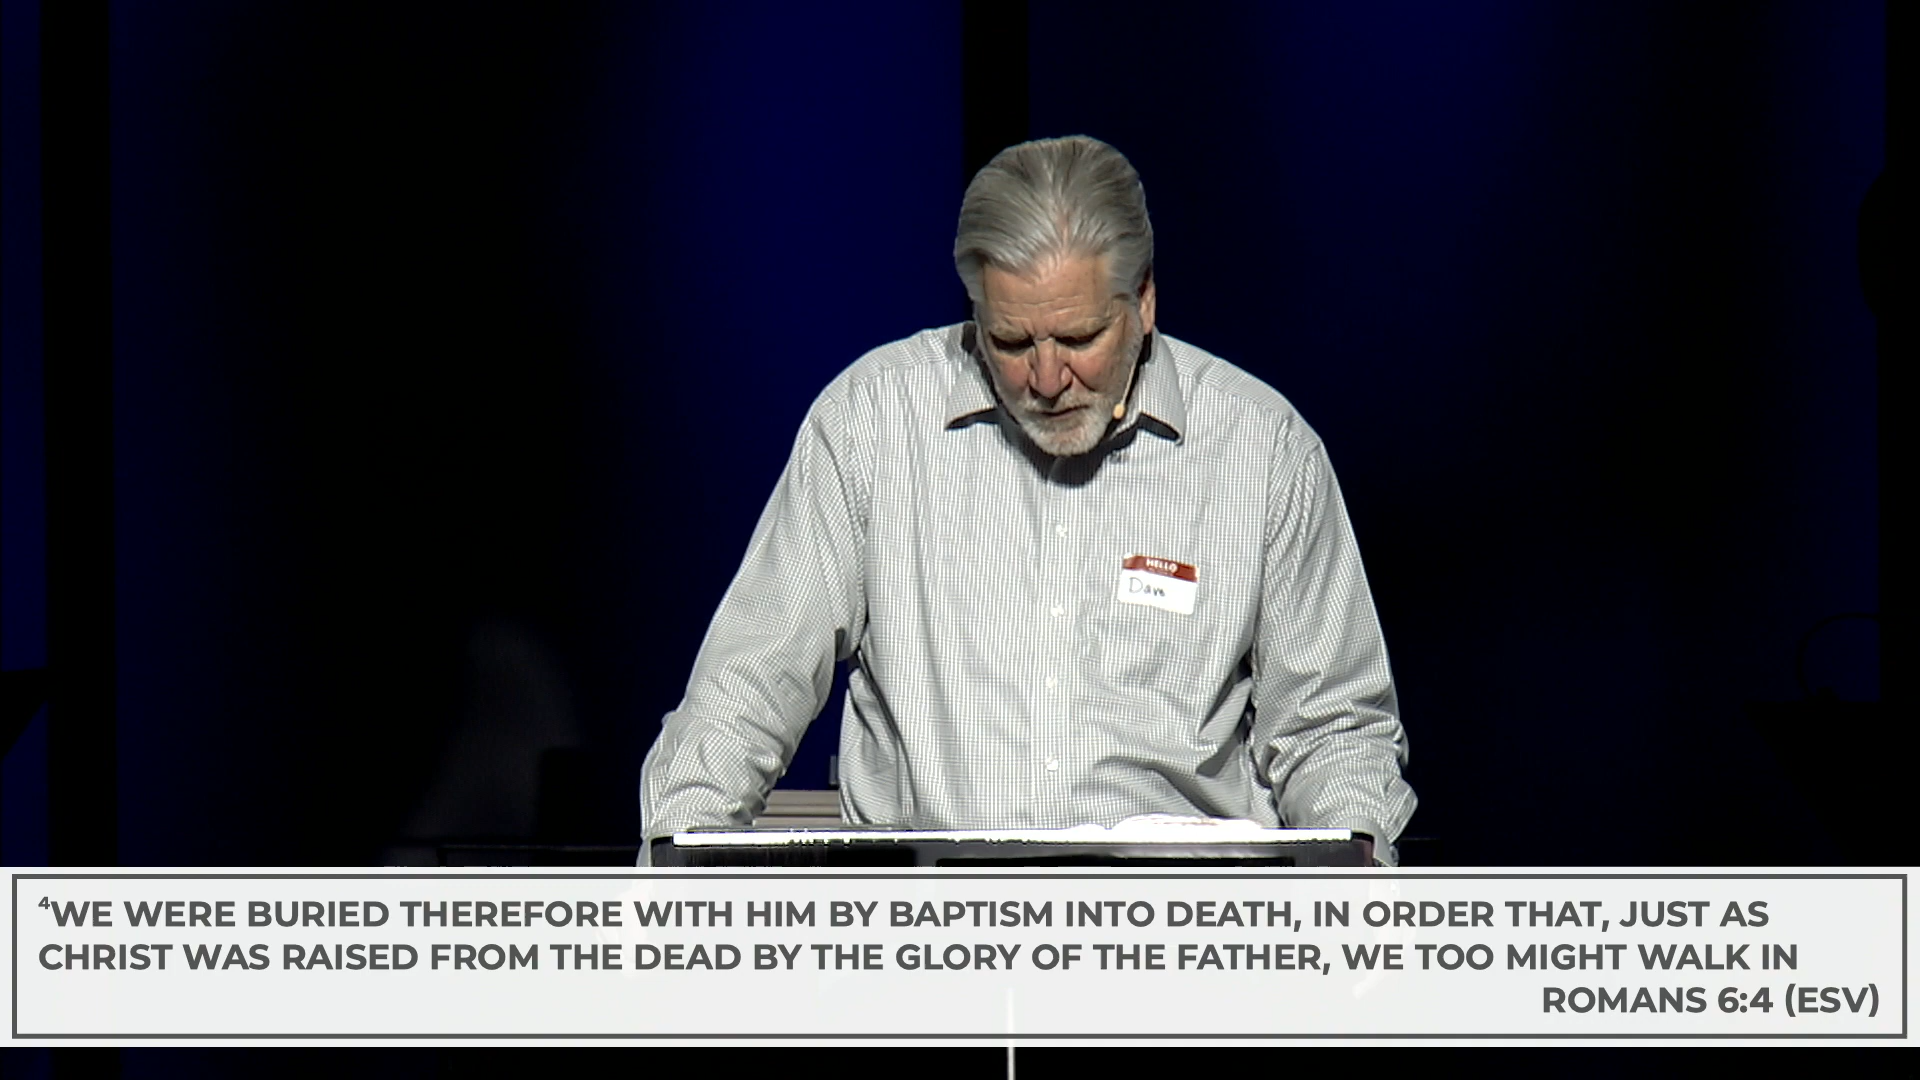 HELLO
Dave
⁴WE WERE BURIED THEREFORE WITH HIM BY BAPTISM INTO DEATH, IN ORDER THAT, JUST AS
CHRIST WAS RAISED FROM THE DEAD BY THE GLORY OF THE FATHER, WE TOO MIGHT WALK IN
ROMANS 6:4 (ESV)